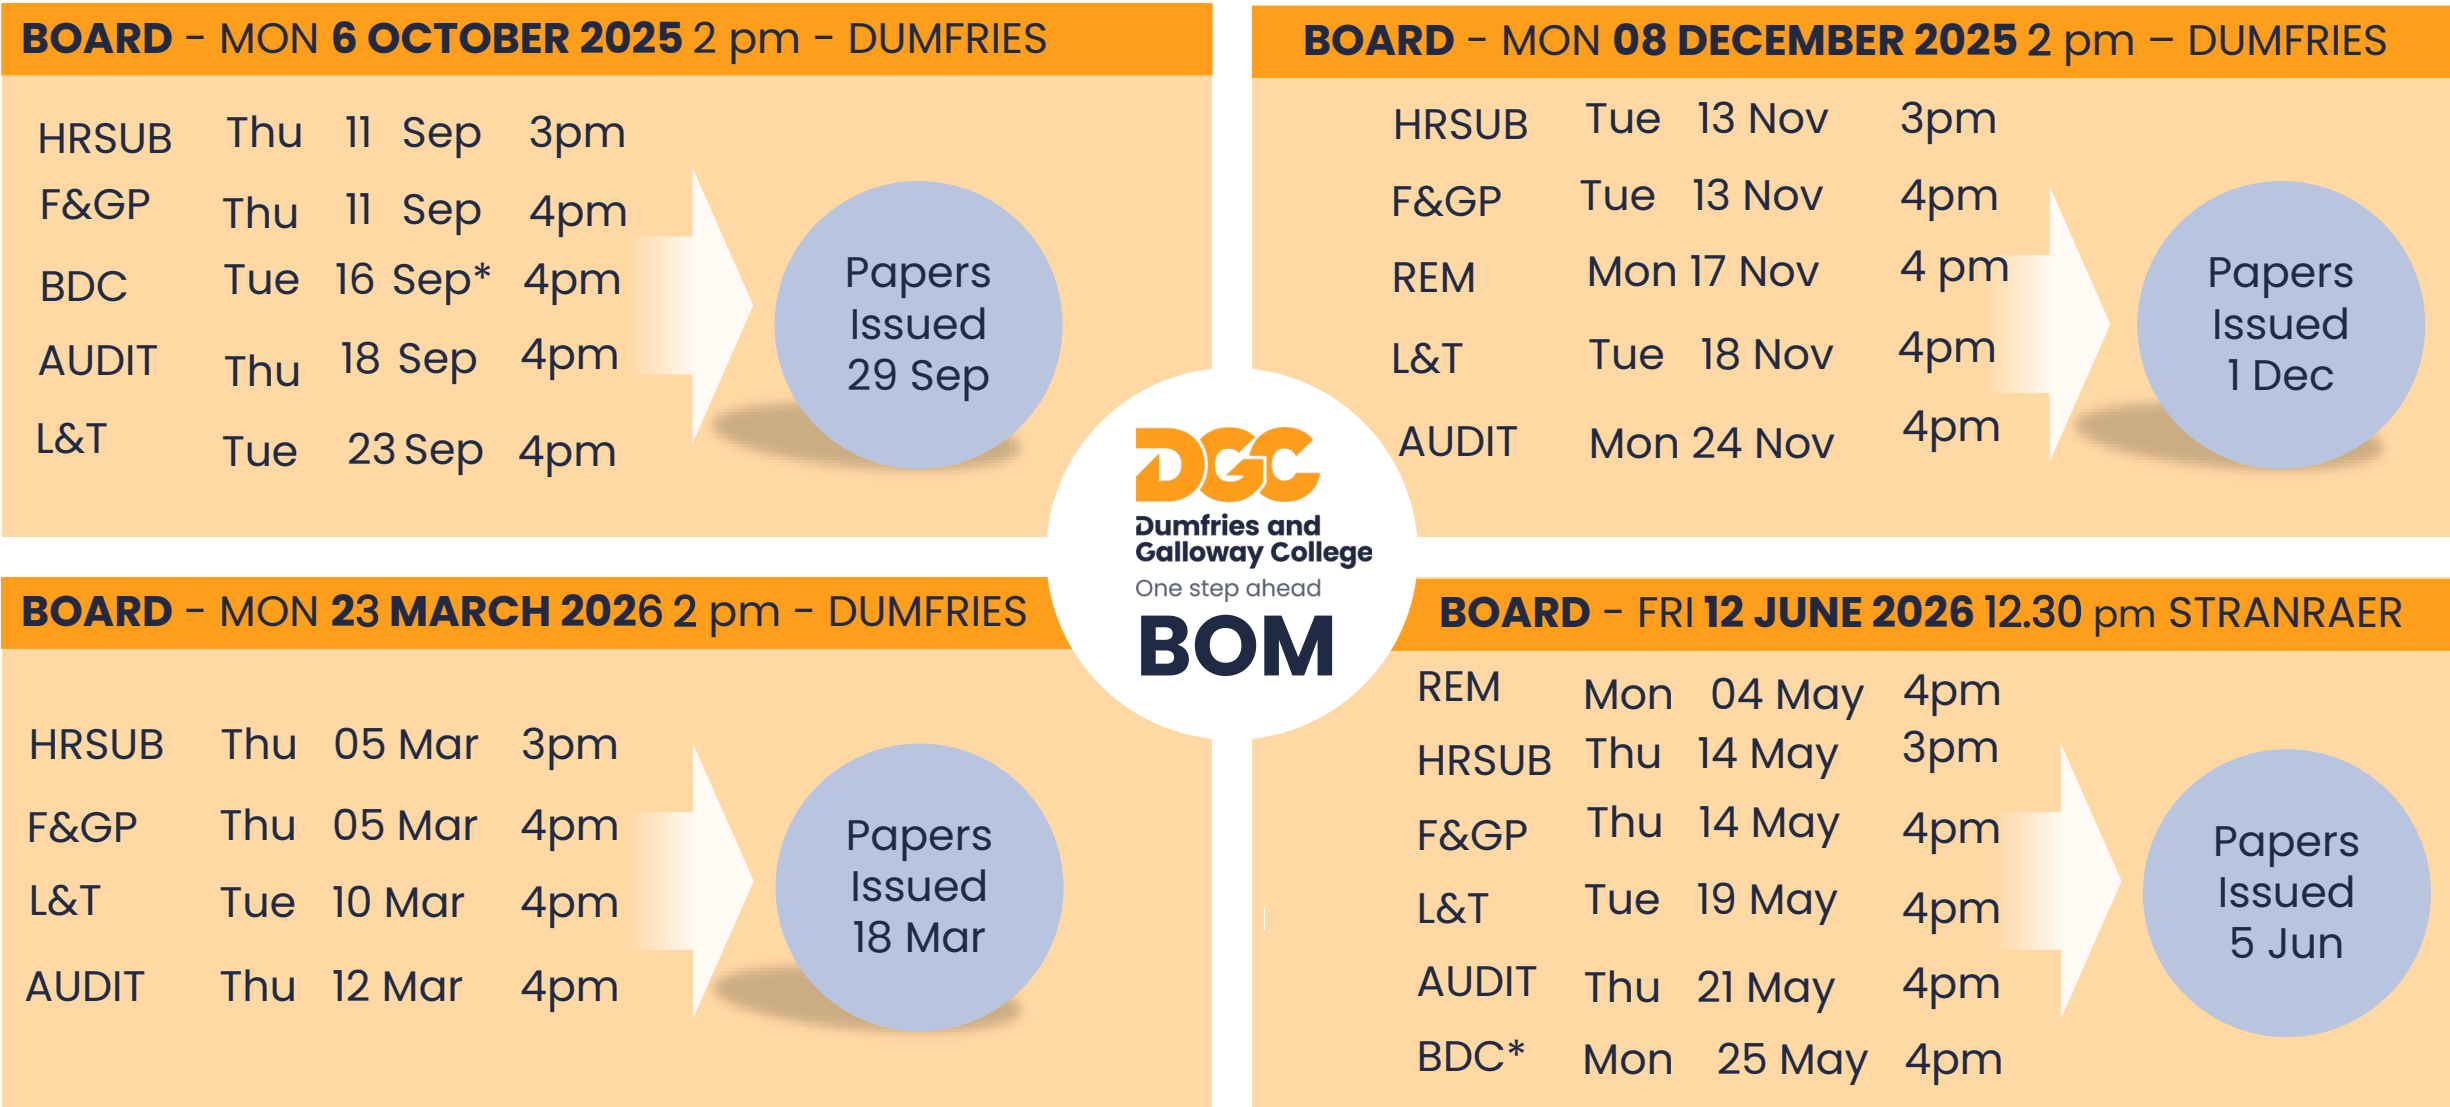 BOARD - MON 6 OCTOBER 2025 2 pm - DUMFRIES
HRSUB Thu 11 Sep 3pm
F&GP Thu 11 Sep 4pm
BDC Tue 16 Sep* 4pm
AUDIT Thu 18 Sep 4pm
L&T Tue 23 Sep 4pm
Papers
Issued
29 Sep
BOARD - MON 08 DECEMBER 2025 2 pm – DUMFRIES
HRSUB Tue 13 Nov 3pm
F&GP Tue 13 Nov 4pm
REM Mon 17 Nov 4 pm
L&T Tue 18 Nov 4pm
AUDIT Mon 24 Nov 4pm
Papers
Issued
1 Dec
DGC
Dumfries and
Galloway College
One step ahead
BOM
BOARD - MON 23 MARCH 2026 2 pm - DUMFRIES
HRSUB Thu 05 Mar 3pm
F&GP Thu 05 Mar 4pm
L&T Tue 10 Mar 4pm
AUDIT Thu 12 Mar 4pm
Papers
Issued
18 Mar
BOARD - FRI 12 JUNE 2026 12.30 pm STRANRAER
REM Mon 04 May 4pm
HRSUB Thu 14 May 3pm
F&GP Thu 14 May 4pm
L&T Tue 19 May 4pm
AUDIT Thu 21 May 4pm
BDC* Mon 25 May 4pm
Papers
Issued
5 Jun